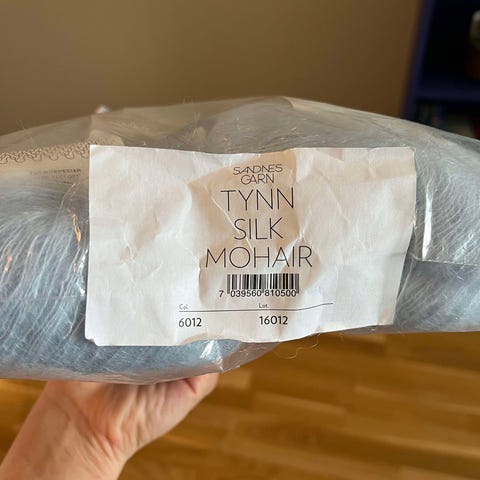 SANDNES
GARN
TYNN
SILK
MOHAIR
7 039560 810500
Col. Lot.
6012 16012